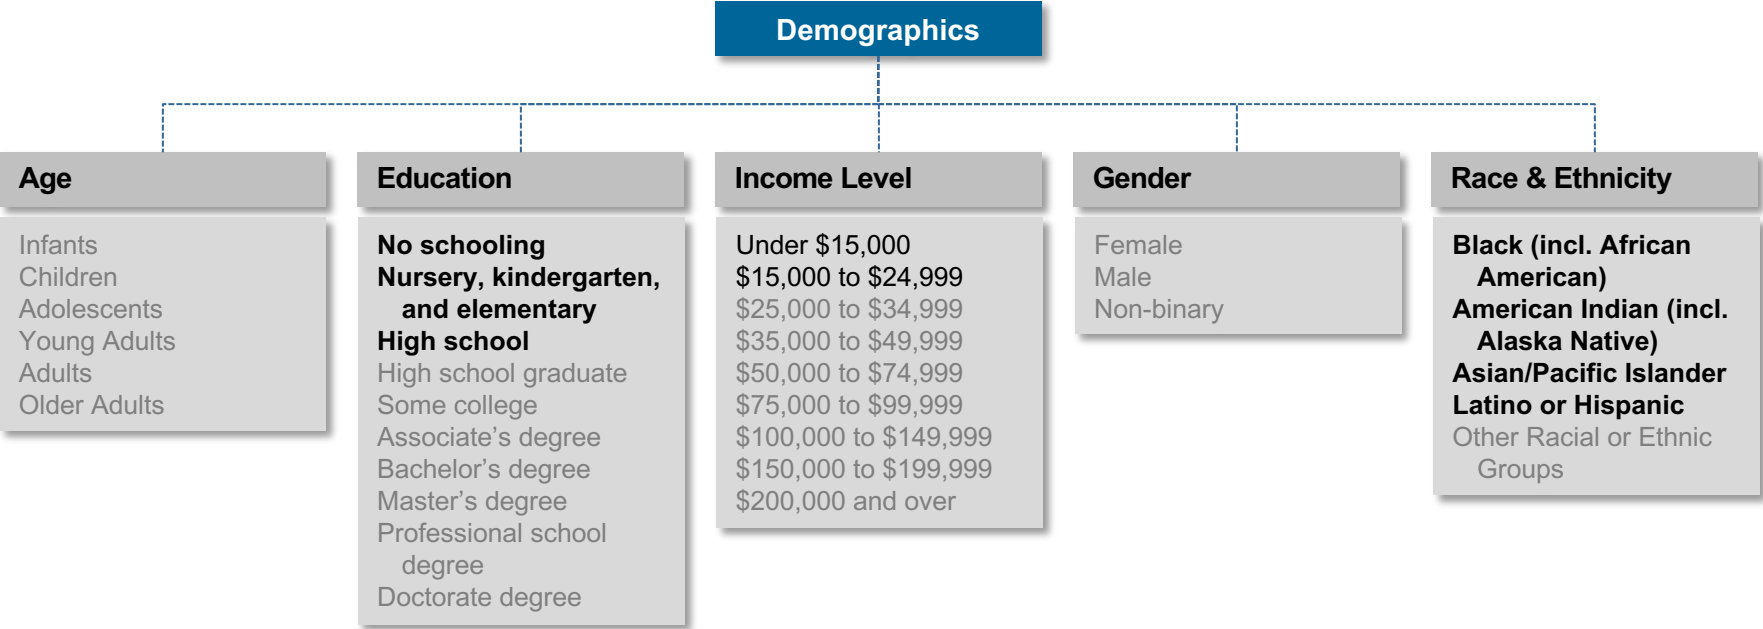 Demographics
Age
Infants
Children
Adolescents
Young Adults
Adults
Older Adults
Education
No schooling
Nursery, kindergarten,
and elementary
High school
High school graduate
Some college
Associate’s degree
Bachelor’s degree
Master’s degree
Professional school
degree
Doctorate degree
Income Level
Under $15,000
$15,000 to $24,999
$25,000 to $34,999
$35,000 to $49,999
$50,000 to $74,999
$75,000 to $99,999
$100,000 to $149,999
$150,000 to $199,999
$200,000 and over
Gender
Female
Male
Non-binary
Race & Ethnicity
Black (incl. African
American)
American Indian (incl.
Alaska Native)
Asian/Pacific Islander
Latino or Hispanic
Other Racial or Ethnic
Groups